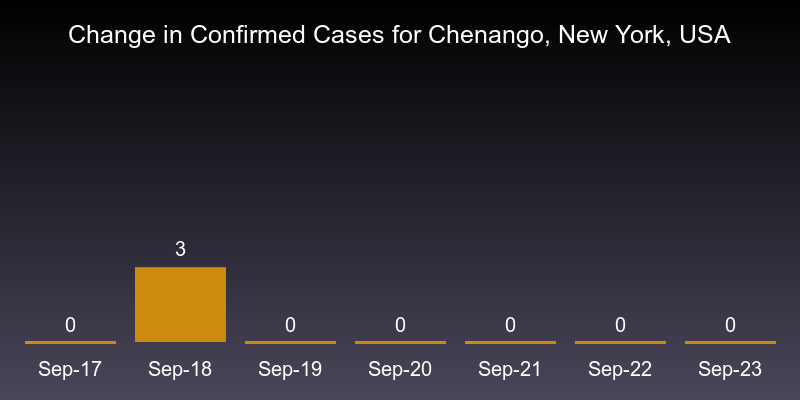 Change in Confirmed Cases for Chenango, New York, USA
3
0 0 0 0 0 0
Sep-17 Sep-18 Sep-19 Sep-20 Sep-21 Sep-22 Sep-23